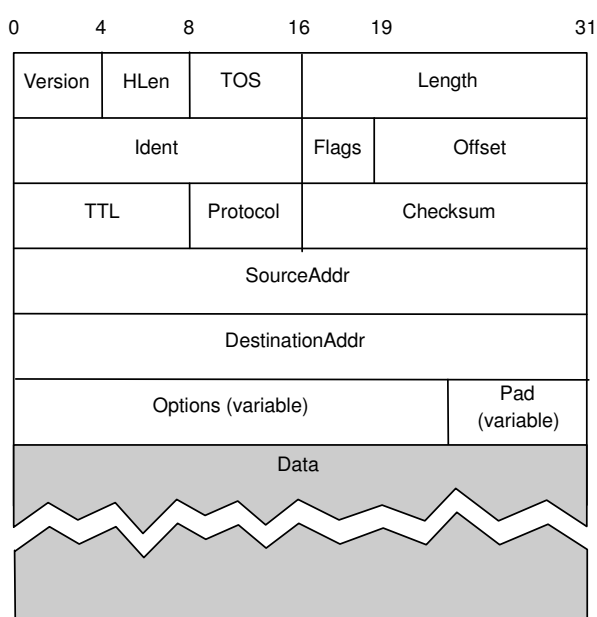 0 4 8 16 19 31
Version HLen TOS Length
Ident Flags Offset
TTL Protocol Checksum
SourceAddr
DestinationAddr
Options (variable) Pad
(variable)
Data